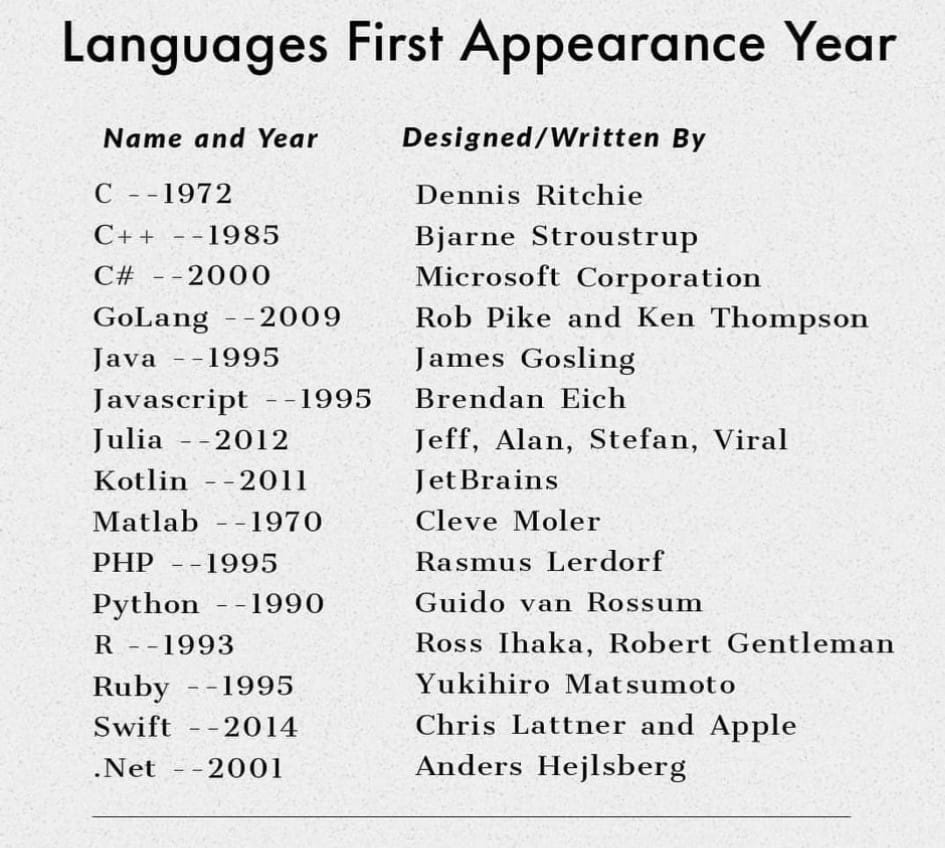 Languages First Appearance Year
Name and Year Designed/Written By
C --1972 Dennis Ritchie
C++ --1985 Bjarne Stroustrup
C# --2000 Microsoft Corporation
GoLang --2009 Rob Pike and Ken Thompson
Java --1995 James Gosling
Javascript --1995 Brendan Eich
Julia --2012 Jeff, Alan, Stefan, Viral
Kotlin --2011 JetBrains
Matlab --1970 Cleve Moler
PHP --1995 Rasmus Lerdorf
Python --1990 Guido van Rossum
R --1993 Ross Ihaka, Robert Gentleman
Ruby --1995 Yukihiro Matsumoto
Swift --2014 Chris Lattner and Apple
.Net --2001 Anders Hejlsberg